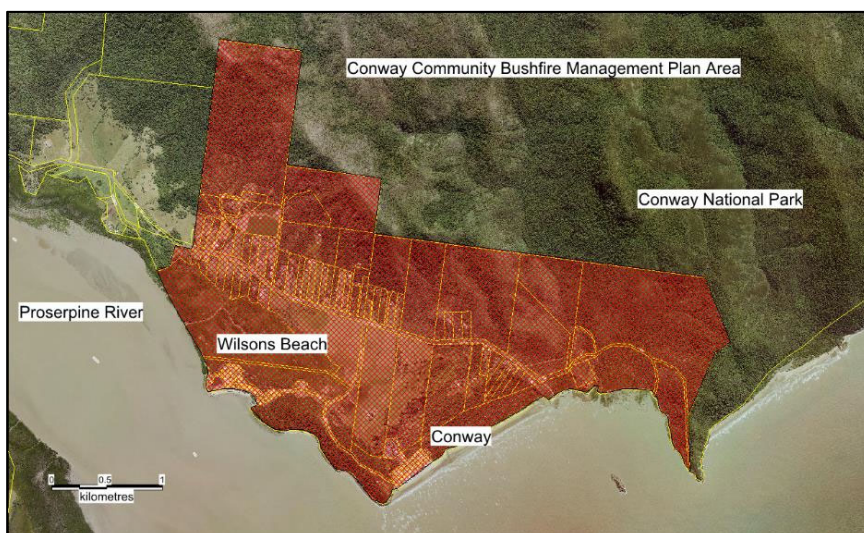 Conway Community Bushfire Management Plan Area
Conway National Park
Proserpine River
Wilsons Beach
Conway
0 0.5 1
kilometres